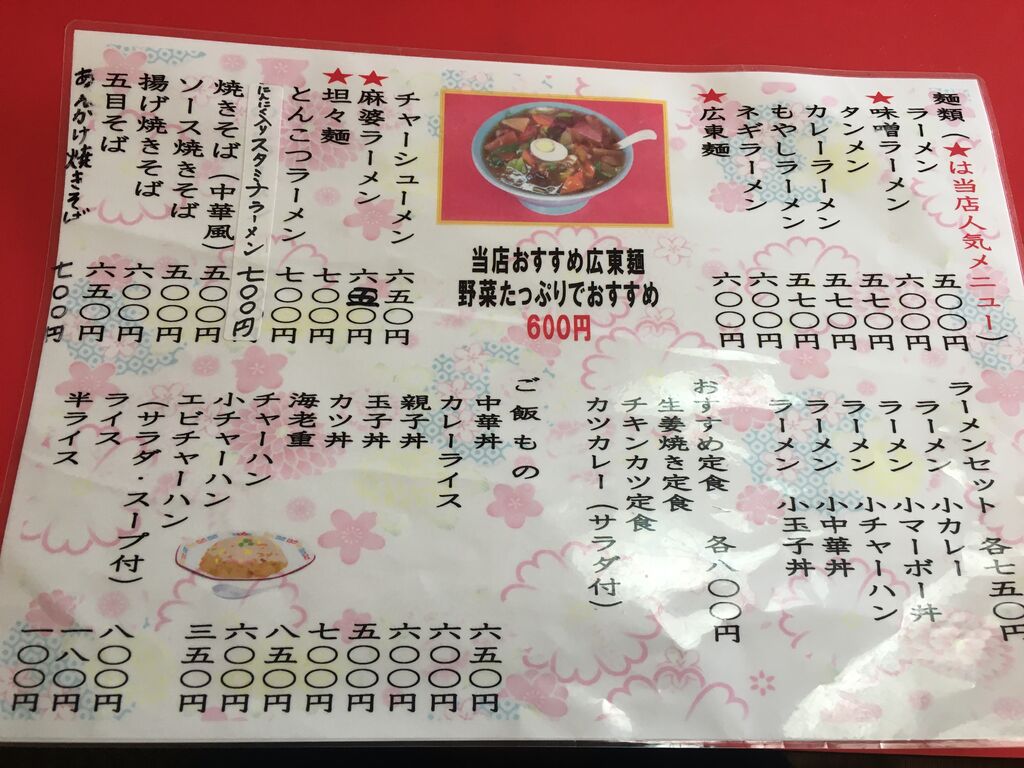 麺類（★は当店人気メニュー）
ラーメン 五〇〇円
★味噌ラーメン 六〇〇円
タンメン 五七〇円
カレーラーメン 五七〇円
もやしラーメン 五七〇円
ネギラーメン 六〇〇円
★広東麺 六〇〇円
当店おすすめ広東麺
野菜たっぷりでおすすめ
600円
チャーシューメン 六五〇円
★麻婆ラーメン 六五〇円
★坦々麺 七〇〇円
とんこつラーメン 七〇〇円
にんにく入りスタミナラーメン 七〇〇円
焼きそば（中華風） 五〇〇円
ソース焼きそば 五〇〇円
揚げ焼きそば 六〇〇円
五目そば 六五〇円
あんかけ焼きそば 七〇〇円
ラーメンセット 各七五〇円
ラーメン 小カレー
ラーメン 小マーボー丼
ラーメン 小チャーハン
ラーメン 小中華丼
ラーメン 小玉子丼
おすすめ定食 各八〇〇円
生姜焼き定食
チキンカツ定食
カツカレー（サラダ付）
ご飯もの
中華丼 六五〇円
カレーライス 六〇〇円
親子丼 六〇〇円
玉子丼 五〇〇円
カツ丼 七〇〇円
海老重 八五〇円
チャーハン 六〇〇円
小チャーハン 三五〇円
エビチャーハン
（サラダ・スープ付） 八〇〇円
ライス 一八〇円
半ライス 一〇〇円